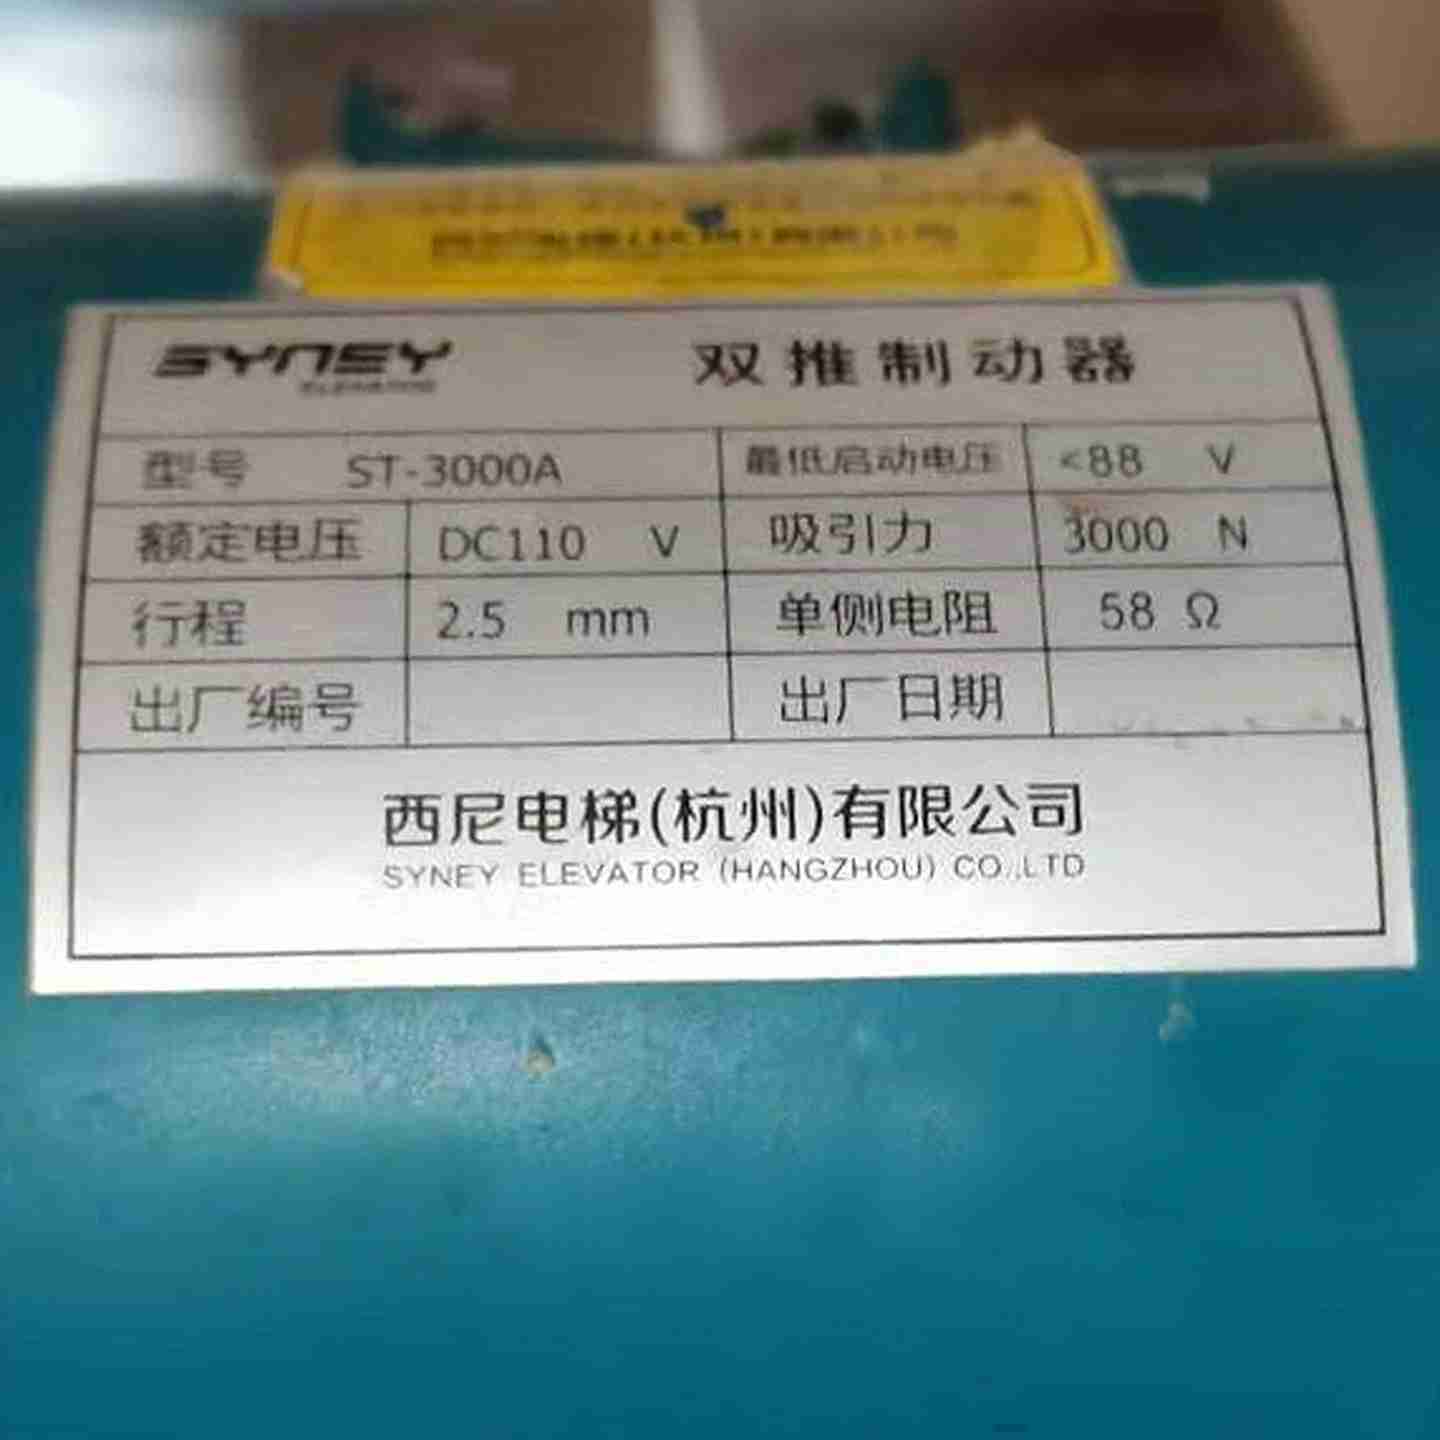 SYNEY 双推制动器
ELEVATOR
型号 ST-3000A 最低启动电压 <88 V
额定电压 DC110 V 吸引力 3000 N
行程 2.5 mm 单侧电阻 58 Ω
出厂编号 出厂日期
西尼电梯(杭州)有限公司
SYNEY ELEVATOR (HANGZHOU) CO.,LTD